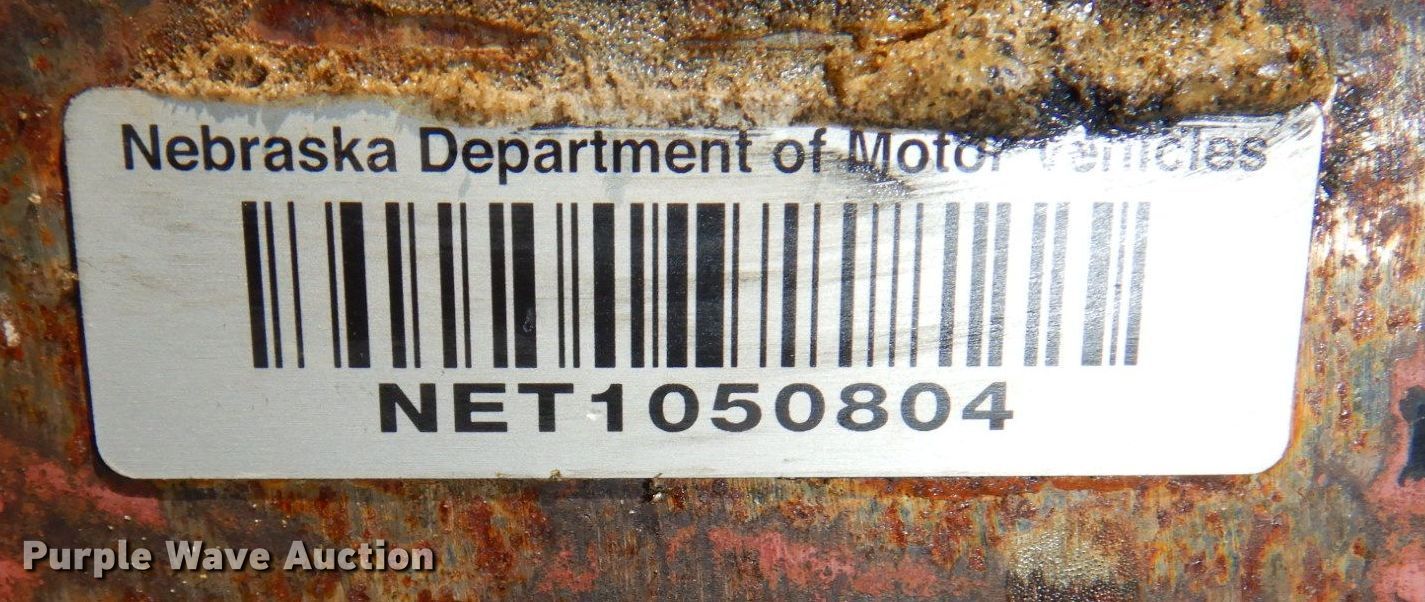 Nebraska Department of Motor Vehicles
NET1050804
Purple Wave Auction